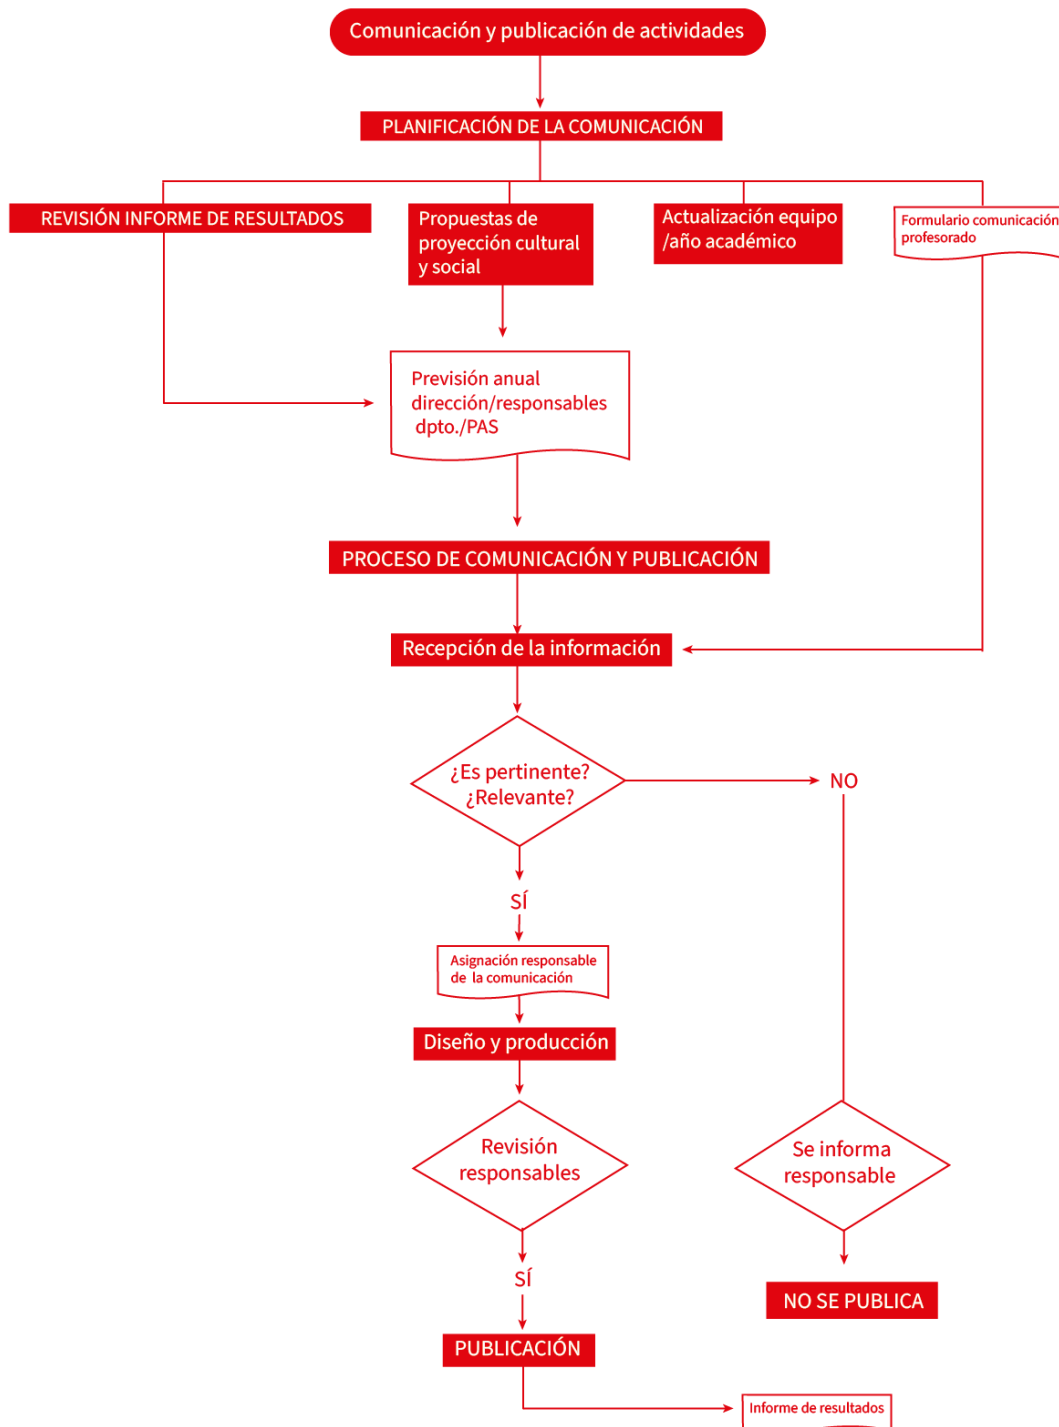 Comunicación y publicación de actividades
PLANIFICACIÓN DE LA COMUNICACIÓN
REVISIÓN INFORME DE RESULTADOS
Propuestas de
proyección cultural
y social
Actualización equipo
/año académico
Formulario comunicación
profesorado
Previsión anual
dirección/responsables
dpto./PAS
PROCESO DE COMUNICACIÓN Y PUBLICACIÓN
Recepción de la información
¿Es pertinente?
¿Relevante?
NO
SÍ
Asignación responsable
de la comunicación
Diseño y producción
Revisión
responsables
Se informa
responsable
SÍ
NO SE PUBLICA
PUBLICACIÓN
Informe de resultados